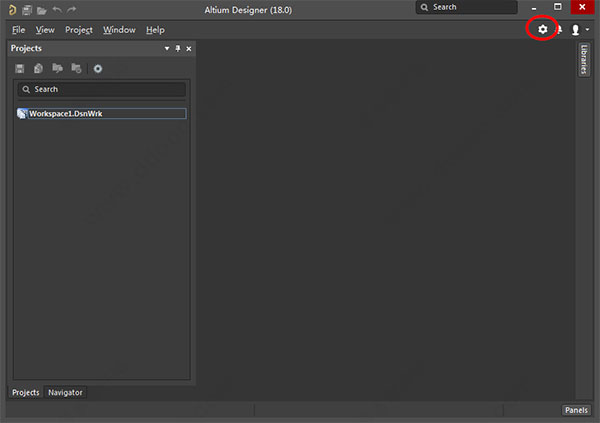 Altium Designer (18.0)
Search
File View Project Window Help
Projects
Search
Workspace1.DsnWrk
Libraries
Projects Navigator
Panels